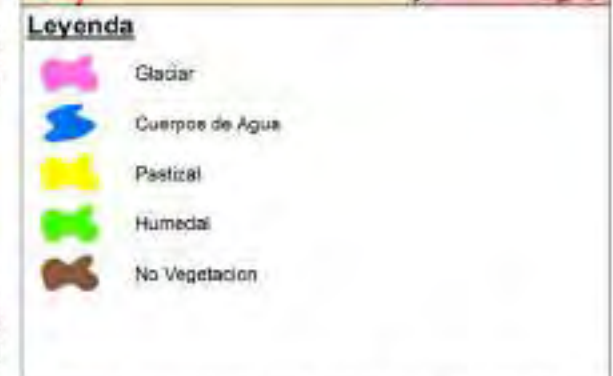 Leyenda
Glaciar
Cuerpos de Agua
Pastizal
Humedal
No Vegetacion